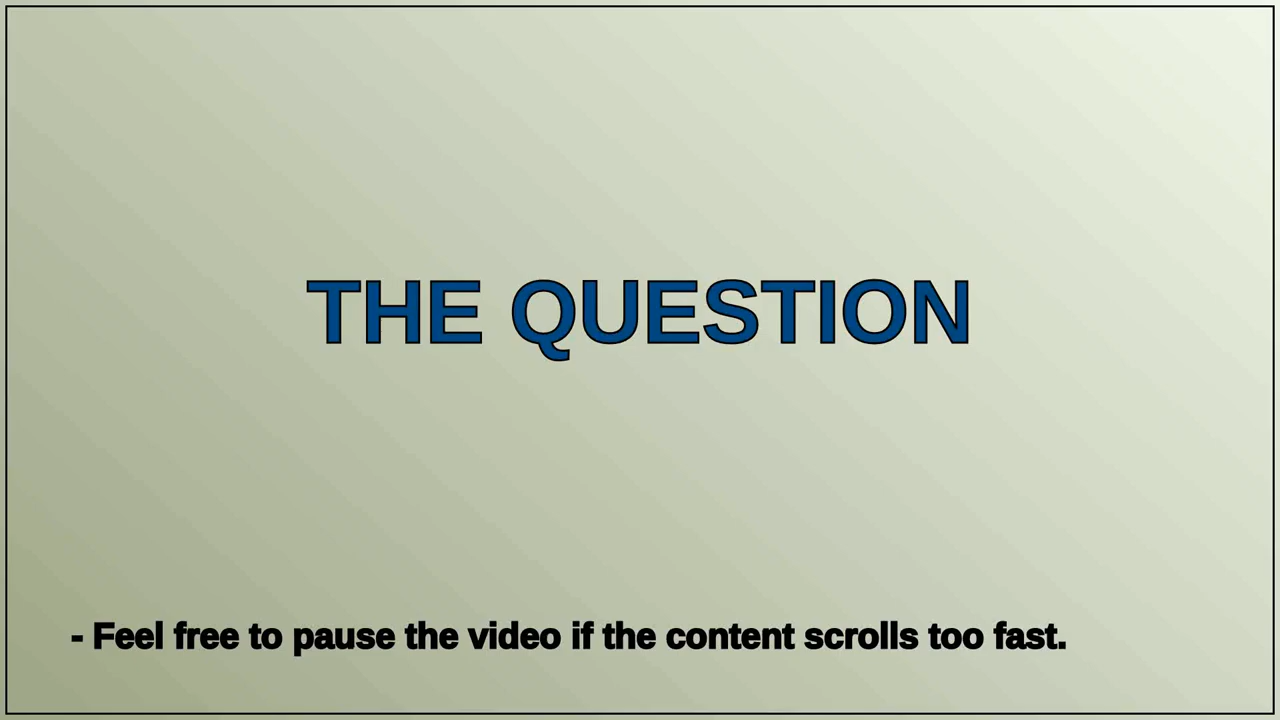 THE QUESTION
- Feel free to pause the video if the content scrolls too fast.